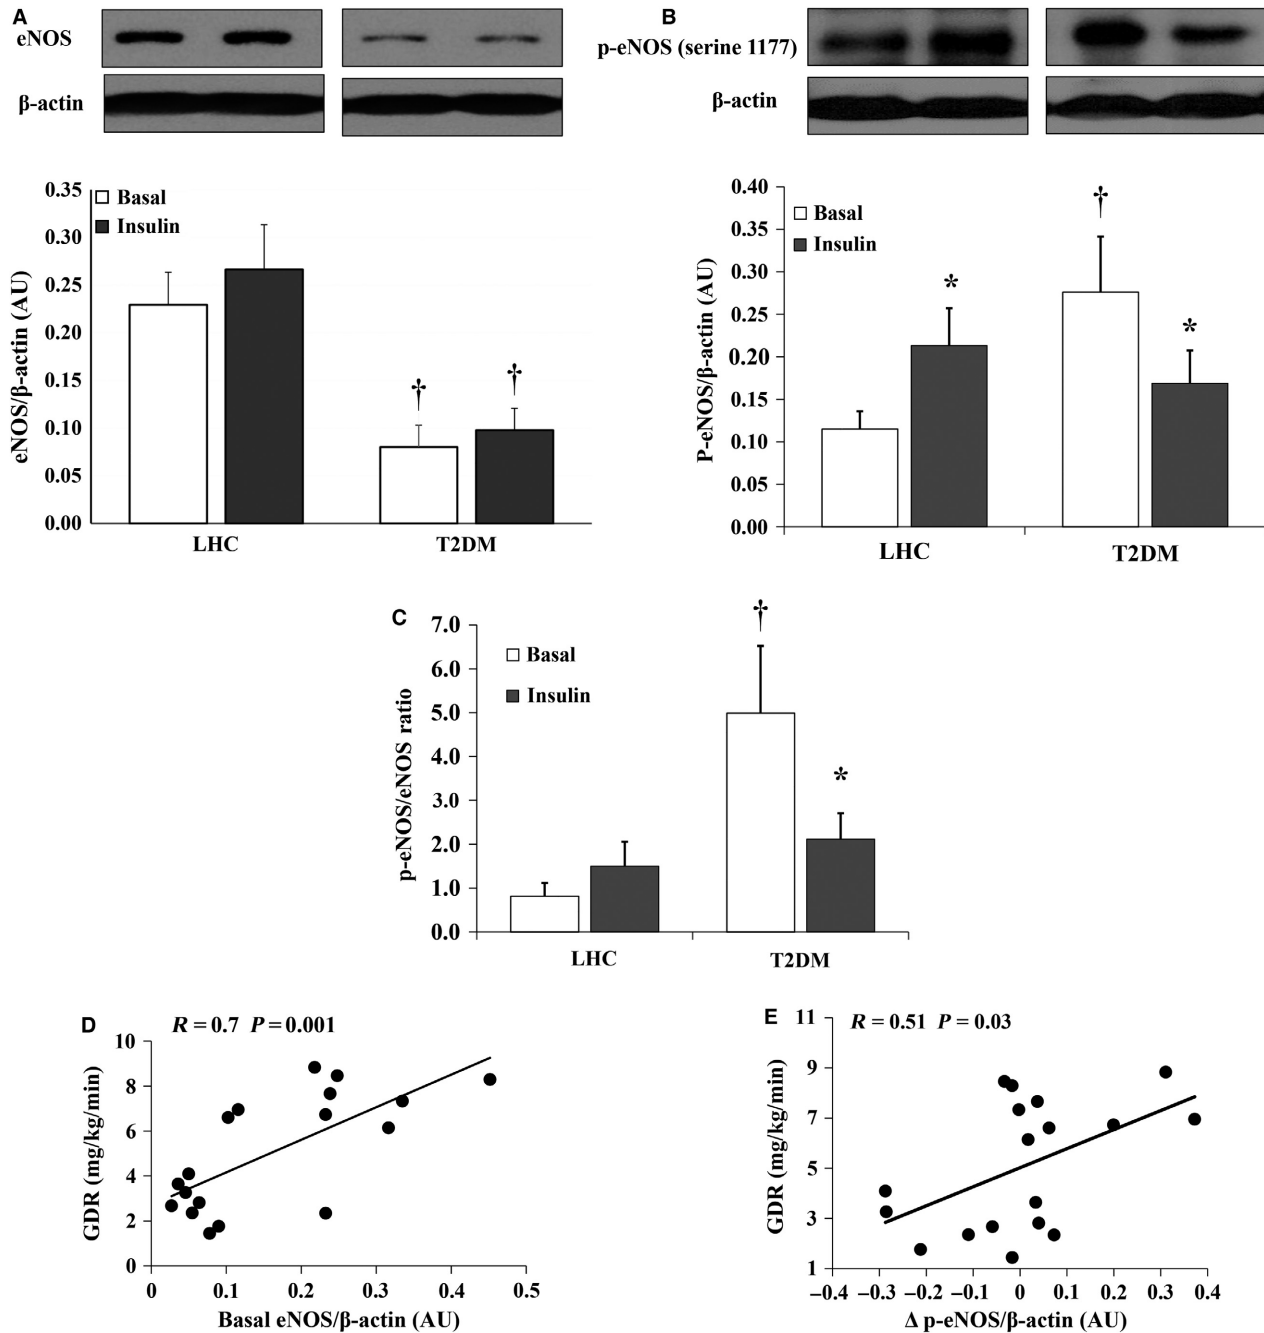 A
eNOS
β-actin
0.35
0.30
0.25
0.20
0.15
0.10
0.05
0.00
eNOS/β-actin (AU)
Basal
Insulin
†
†
LHC
T2DM
B
p-eNOS (serine 1177)
β-actin
0.40
0.35
0.30
0.25
0.20
0.15
0.10
0.05
0.00
P-eNOS/β-actin (AU)
Basal
Insulin
*
†
*
LHC
T2DM
C
7.0
6.0
5.0
4.0
3.0
2.0
1.0
0.0
p-eNOS/eNOS ratio
Basal
Insulin
†
*
LHC
T2DM
D
R = 0.7 P = 0.001
10
8
6
4
2
0
GDR (mg/kg/min)
0 0.1 0.2 0.3 0.4 0.5
Basal eNOS/β-actin (AU)
E
R = 0.51 P = 0.03
11
9
7
5
3
1
GDR (mg/kg/min)
–0.4 –0.3 –0.2 –0.1 0 0.1 0.2 0.3 0.4
Δ p-eNOS/β-actin (AU)